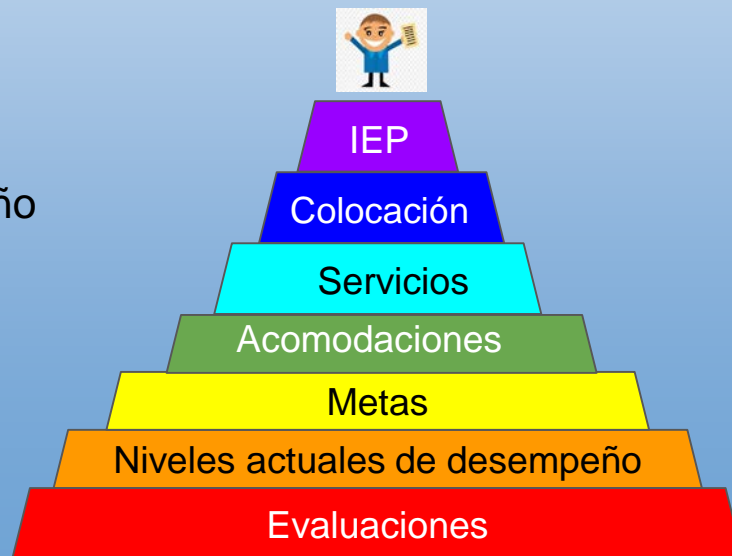 IEP
Colocación
Servicios
Acomodaciones
Metas
Niveles actuales de desempeño
Evaluaciones